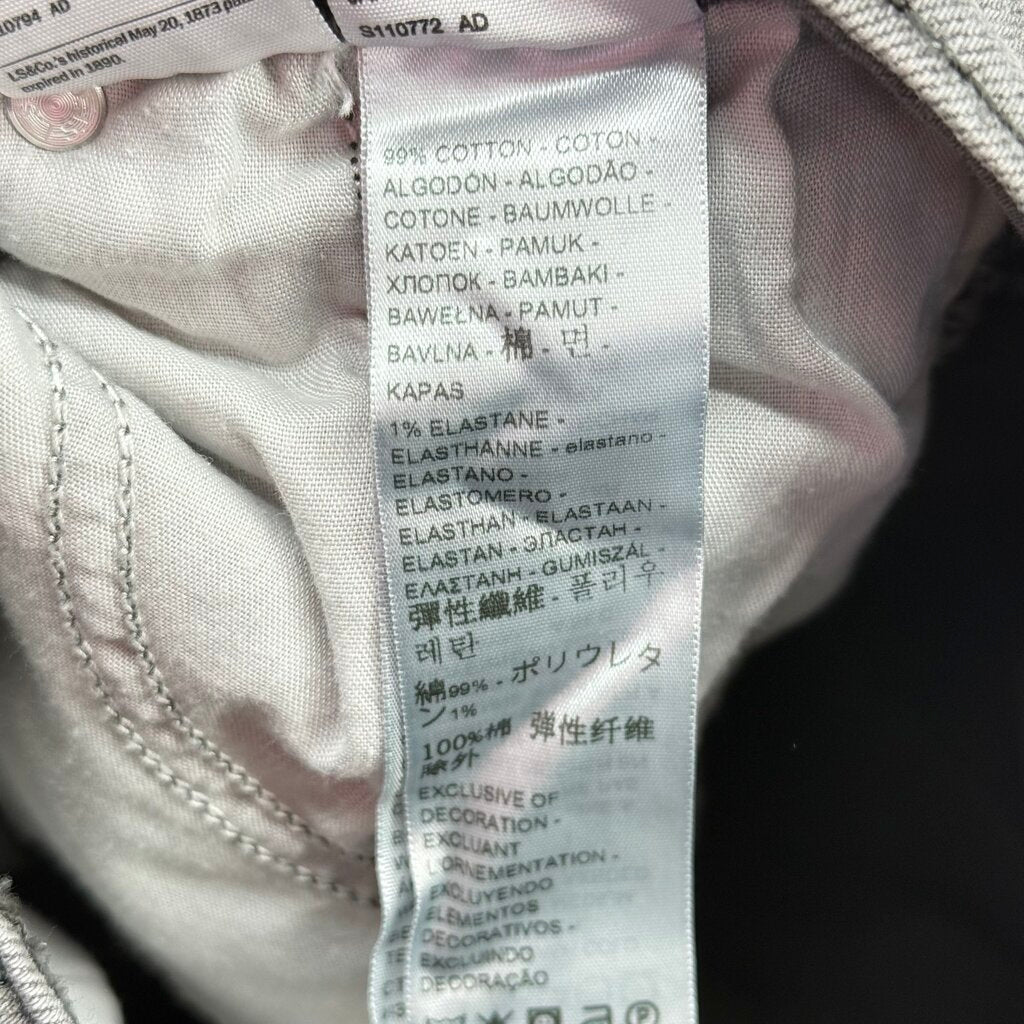 10794 AD
LS&Co.'s historical May 20, 1873
expired in 1890.
S110772 AD
99% COTTON - COTON -
ALGODÓN - ALGODÃO -
COTONE - BAUMWOLLE -
KATOEN - PAMUK -
ХЛОПОК - BAMBAKI -
BAWEŁNA - PAMUT -
BAVLNA - 棉 - 면 -
KAPAS
1% ELASTANE -
ELASTHANNE - elastano -
ELASTANO -
ELASTOMERO -
ELASTHAN - ELASTAAN -
ELASTAN - ЭЛАСТАН -
ΕΛΑΣΤΑΝΗ - GUMISZÁL -
彈性纖維 - 폴리우
레탄
綿99% - ポリウレタ
ン1%
100%棉 弹性纤维
除外
EXCLUSIVE OF
DECORATION -
EXCLUANT
L'ORNEMENTATION -
EXCLUYENDO
ELEMENTOS
DECORATIVOS -
EXCLUINDO
DECORAÇÃO